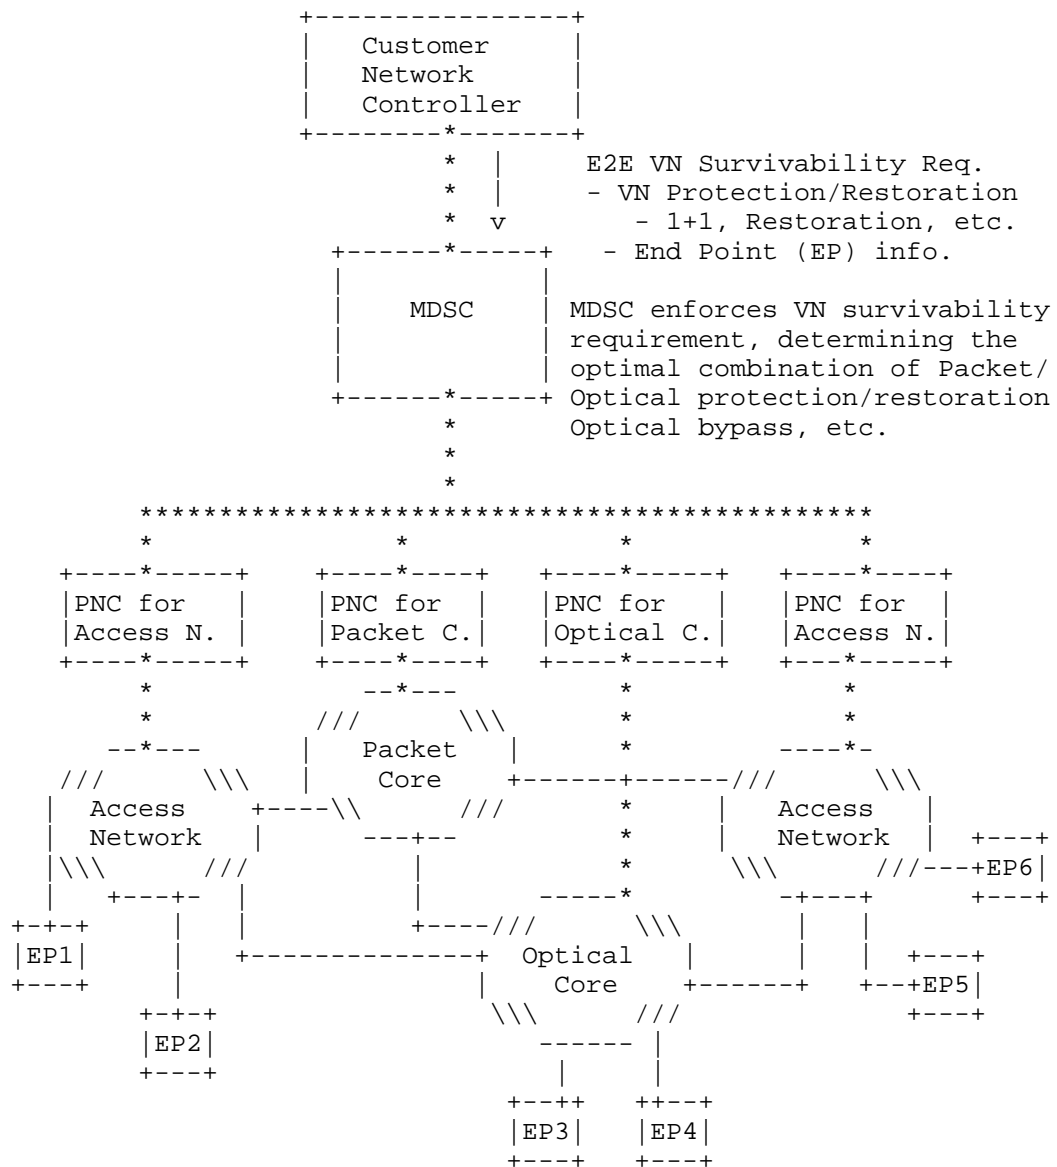 Customer
Network
Controller
E2E VN Survivability Req.
- VN Protection/Restoration
- 1+1, Restoration, etc.
- End Point (EP) info.
MDSC
MDSC enforces VN survivability
requirement, determining the
optimal combination of Packet/
Optical protection/restoration
Optical bypass, etc.
PNC for
Access N.
PNC for
Packet C.
PNC for
Optical C.
PNC for
Access N.
Packet
Core
Access
Network
Access
Network
EP6
Optical
Core
EP1
EP5
EP2
EP3
EP4